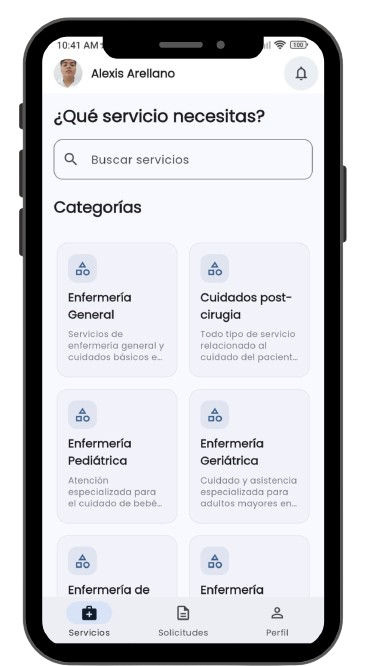 10:41 AM
100
Alexis Arellano
¿Qué servicio necesitas?
Buscar servicios
Categorías
Enfermería
General
Servicios de
enfermería general y
cuidados básicos e...
Cuidados post-
cirugia
Todo tipo de servicio
relacionado al
cuidado del pacient...
Enfermería
Pediátrica
Atención
especializada para
el cuidado de bebé...
Enfermería
Geriátrica
Cuidado y asistencia
especializada para
adultos mayores en...
Enfermería de
Enfermería
Servicios
Solicitudes
Perfil